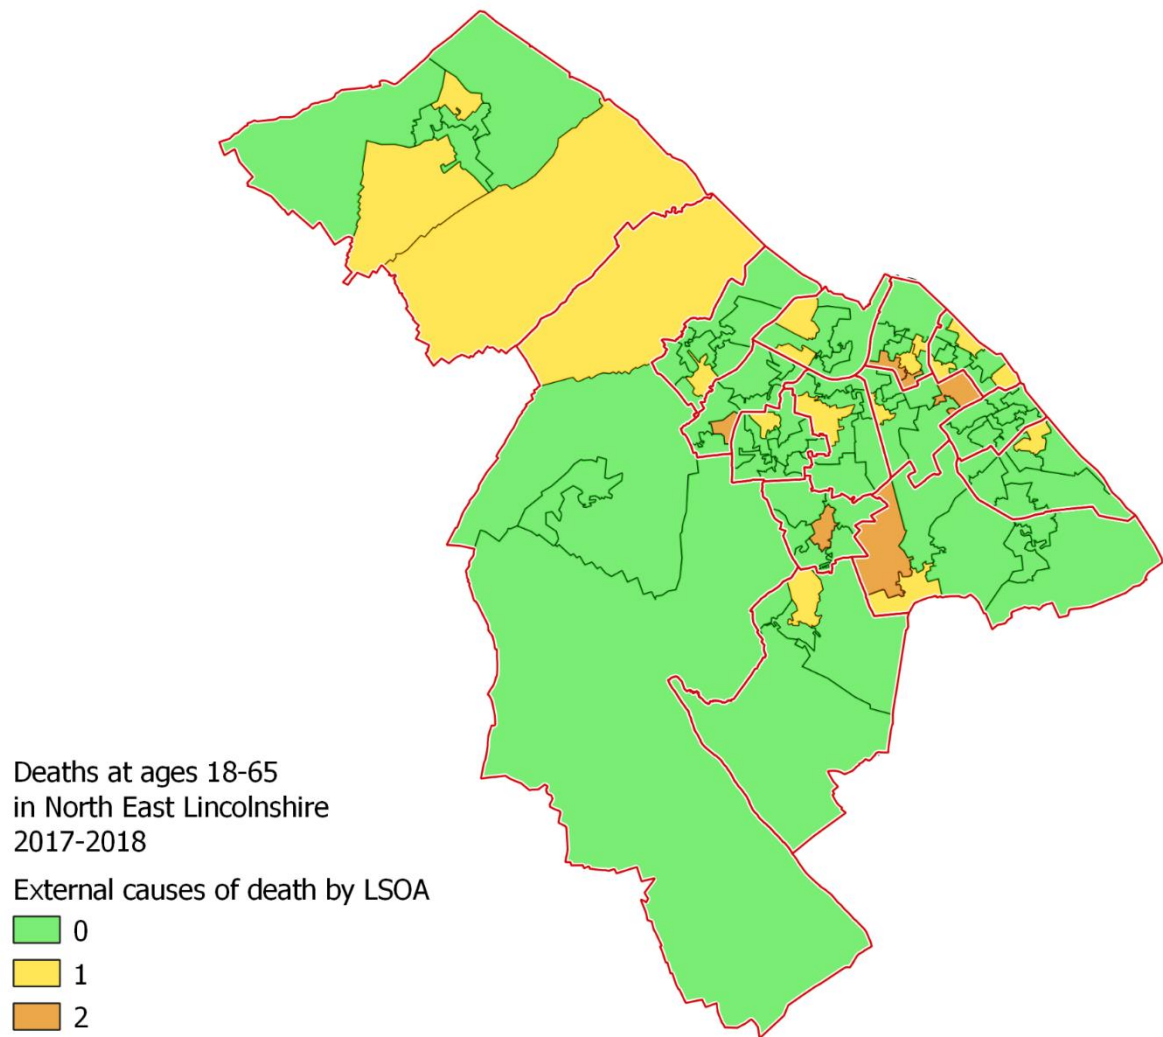 Deaths at ages 18-65
in North East Lincolnshire
2017-2018
External causes of death by LSOA
0
1
2